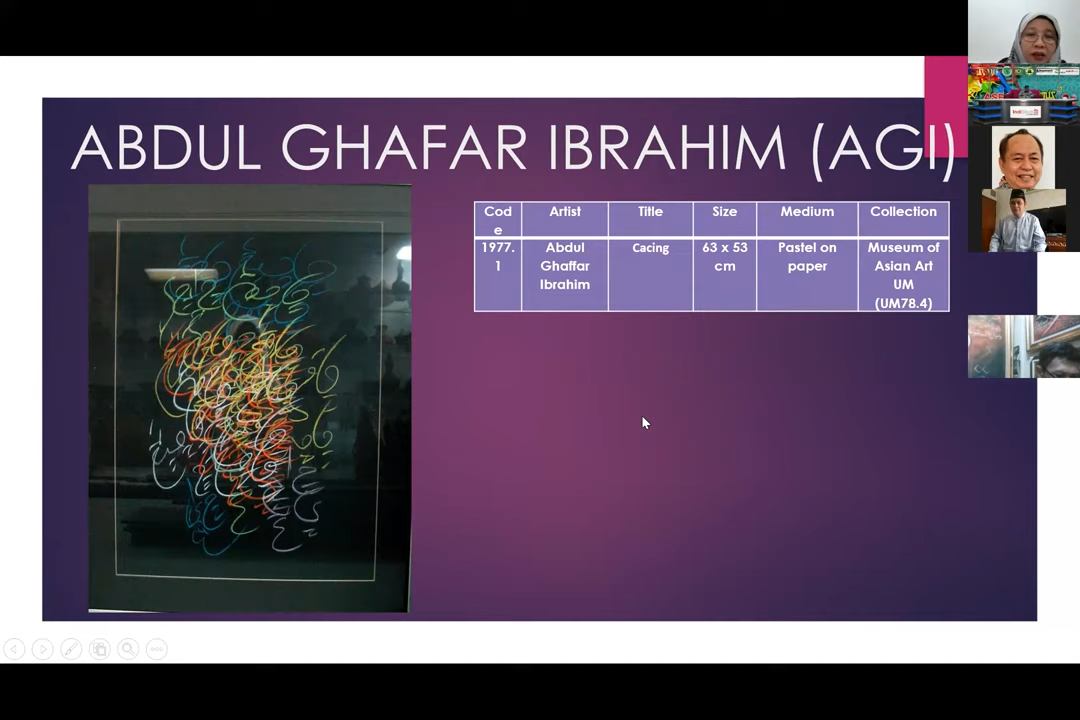 ABDUL GHAFAR IBRAHIM (AGI)
Cod
e
Artist
Title
Size
Medium
Collection
1977.
1
Abdul
Ghaffar
Ibrahim
Cacing
63 x 53
cm
Pastel on
paper
Museum of
Asian Art
UM
(UM78.4)